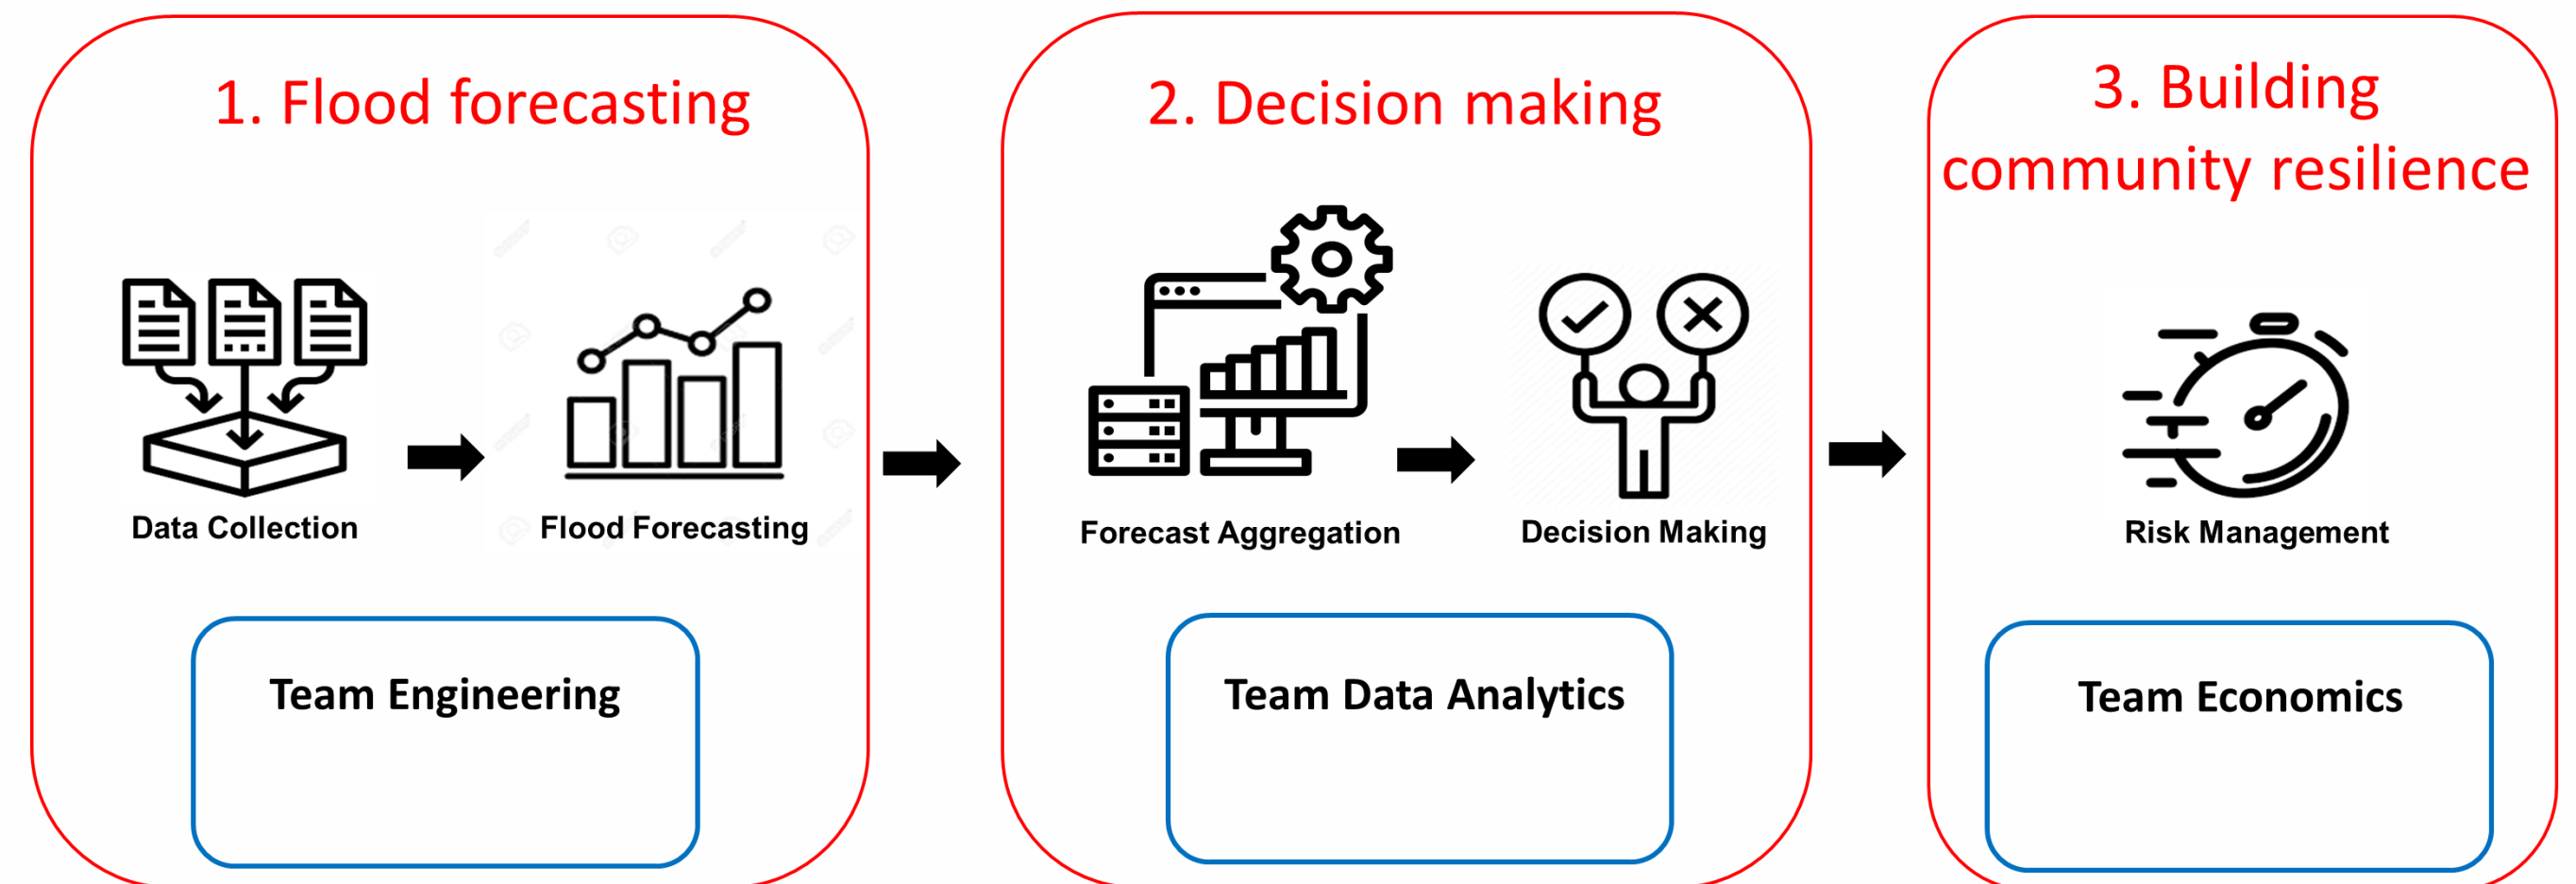 1. Flood forecasting
Data Collection
Flood Forecasting
Team Engineering
2. Decision making
Forecast Aggregation
Decision Making
Team Data Analytics
3. Building
community resilience
Risk Management
Team Economics